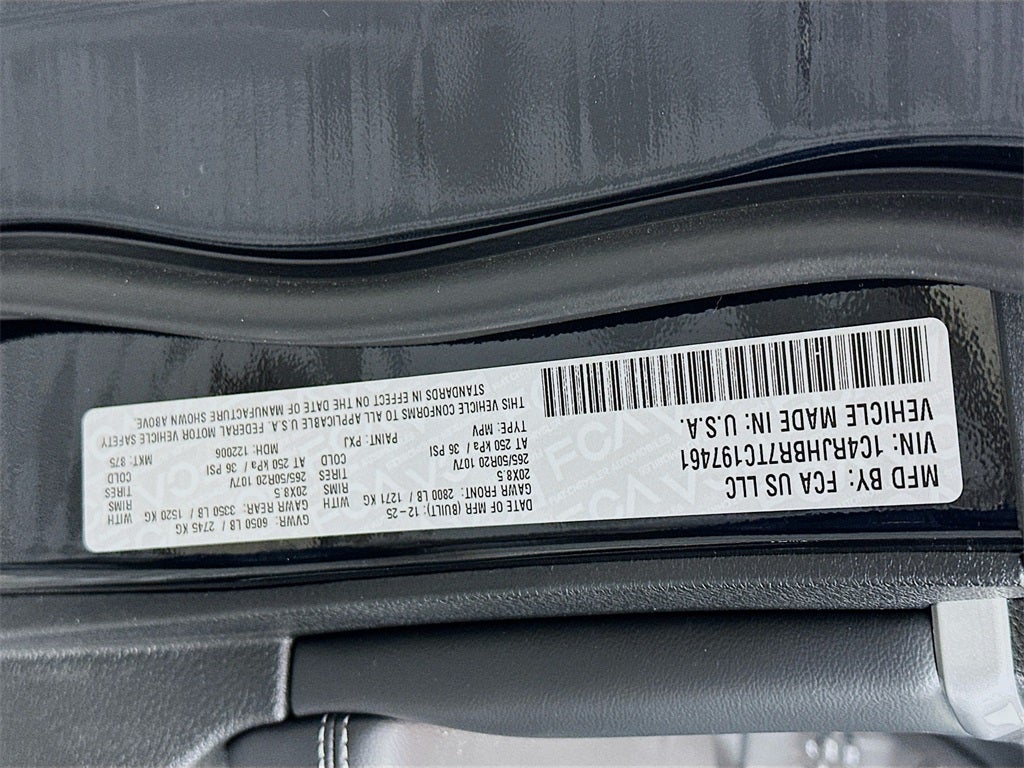 MFD BY: FCA US LLC
VIN: 1C4RJHBR7TC197461
VEHICLE MADE IN: U.S.A.
DATE OF MFR (BUILT): 12-25
GVWR: 6050 LB / 2745 KG
GAWR FRONT: 2800 LB / 1271 KG
GAWR REAR: 3350 LB / 1520 KG
WITH
20X8.5
RIMS
20X8.5
WITH
RIMS
265/50R20 107V
TIRES
265/50R20 107V
TIRES
AT 250 kPa / 36 PSI
COLD
AT 250 kPa / 36 PSI
COLD
TYPE: MPV
PAINT: PXJ
MDH: 122006
MKT: 875
THIS VEHICLE CONFORMS TO ALL APPLICABLE U.S.A. FEDERAL MOTOR VEHICLE SAFETY
STANDARDS IN EFFECT ON THE DATE OF MANUFACTURE SHOWN ABOVE.